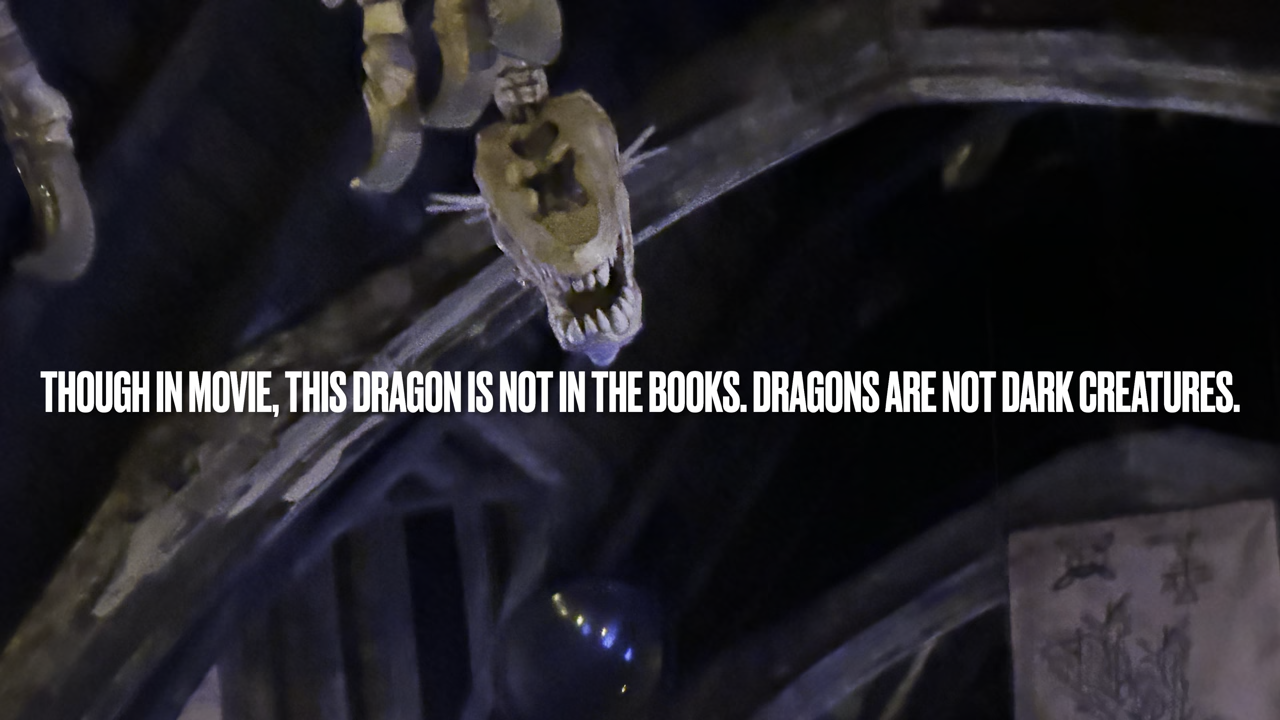 THOUGH IN MOVIE, THIS DRAGON IS NOT IN THE BOOKS. DRAGONS ARE NOT DARK CREATURES.